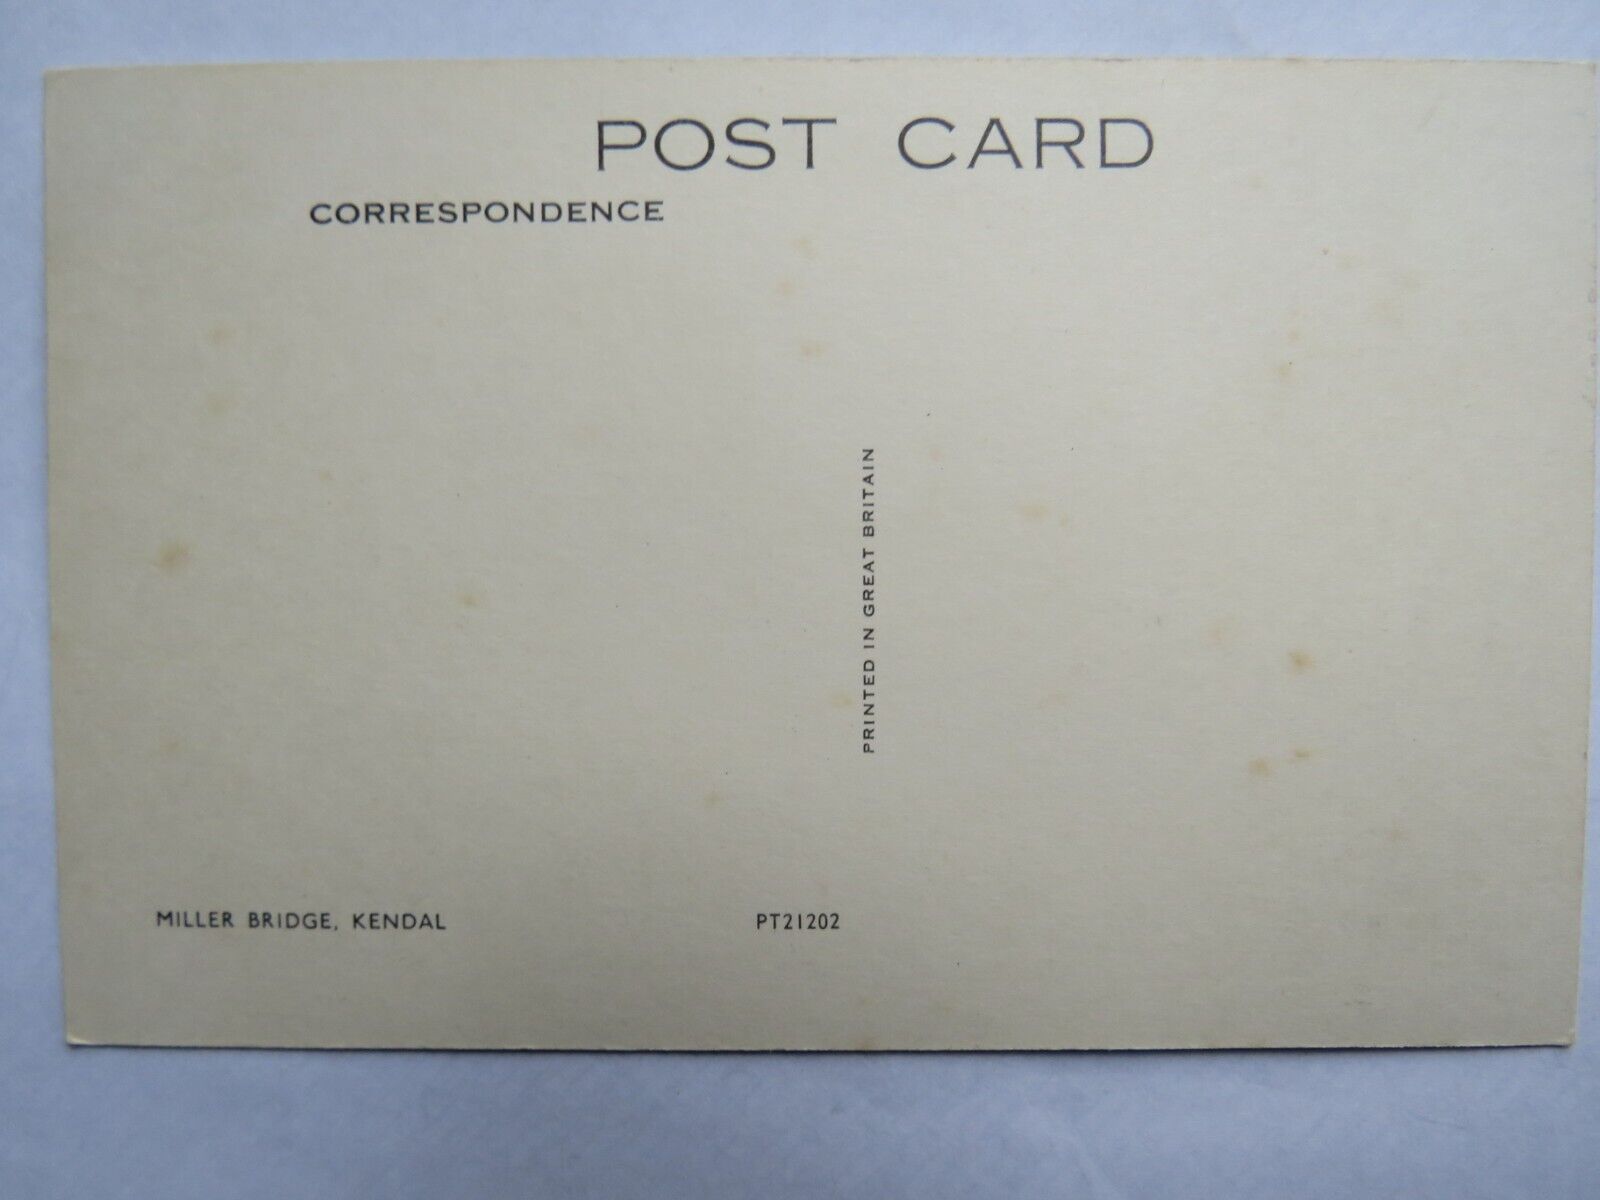 POST CARD
CORRESPONDENCE
PRINTED IN GREAT BRITAIN
MILLER BRIDGE, KENDAL
PT21202